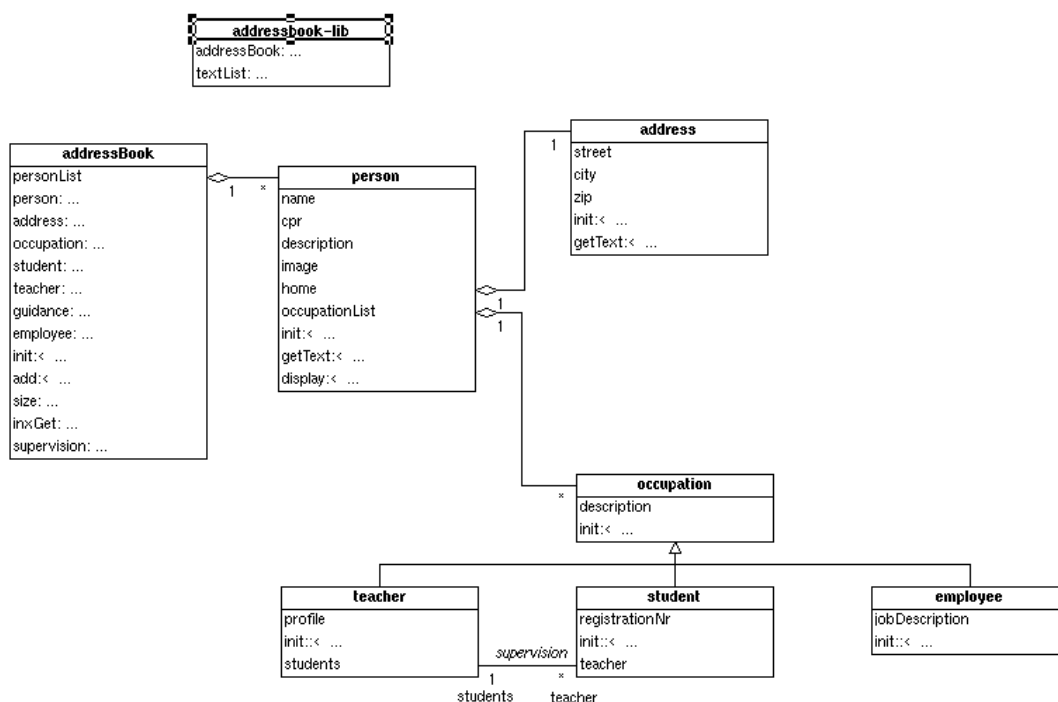 addressbook-lib
addressBook: ...
textList: ...
addressBook
personList
person: ...
address: ...
occupation: ...
student: ...
teacher: ...
guidance: ...
employee: ...
init:< ...
add:< ...
size: ...
inxGet: ...
supervision: ...
1
*
person
name
cpr
description
image
home
occupationList
init:< ...
getText:< ...
display:< ...
1
1
address
street
city
zip
init:< ...
getText:< ...
1
*
occupation
description
init:< ...
teacher
profile
init::< ...
students
supervision
1
*
students
teacher
student
registrationNr
init::< ...
teacher
employee
jobDescription
init::< ...